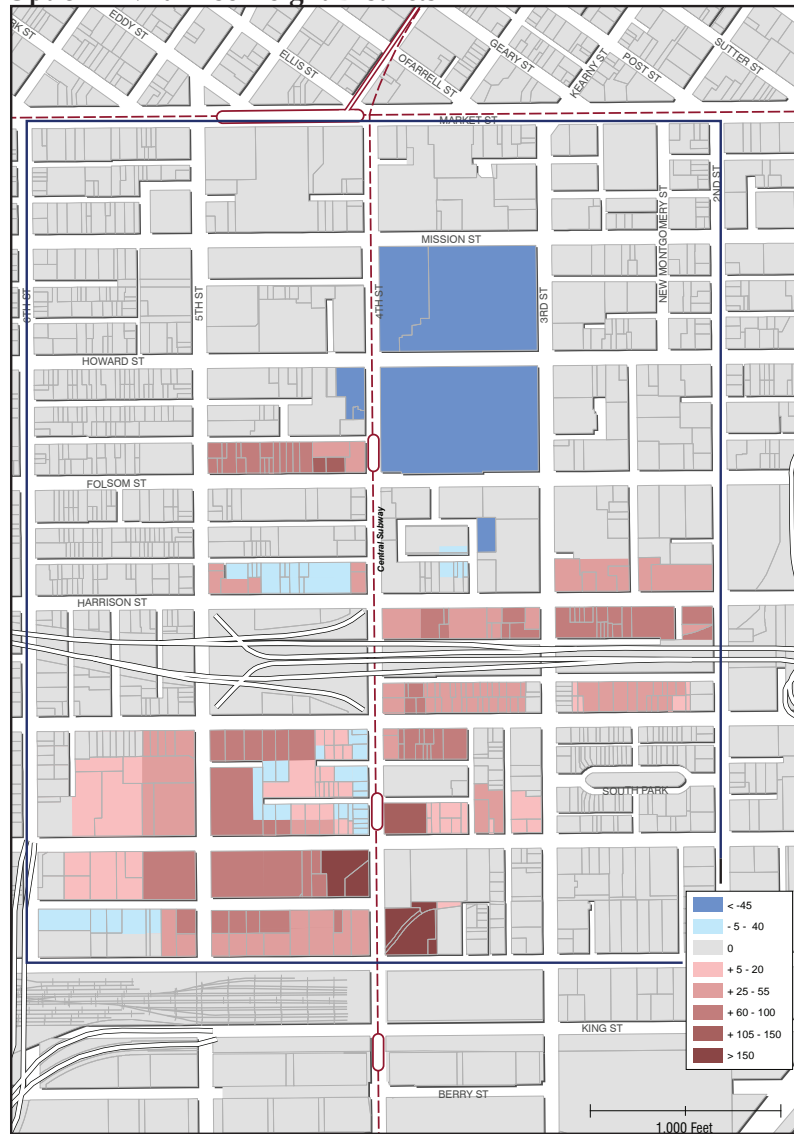 EDDY ST
ELLIS ST
OFARRELL ST
GEARY ST
KEARNY ST
POST ST
SUTTER ST
MARKET ST
2ND ST
NEW MONTGOMERY ST
MISSION ST
6TH ST
5TH ST
4TH ST
3RD ST
HOWARD ST
FOLSOM ST
Central Subway
HARRISON ST
SOUTH PARK
< -45
- 5 - 40
0
+ 5 - 20
+ 25 - 55
+ 60 - 100
+ 105 - 150
> 150
KING ST
BERRY ST
1,000 Feet